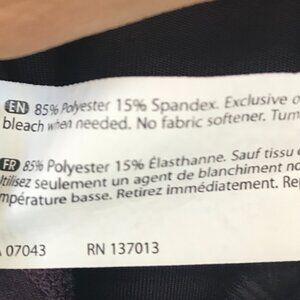 EN 85% Polyester 15% Spandex. Exclusive o
bleach when needed. No fabric softener. Tum
FR 85% Polyester 15% Élasthanne. Sauf tissu
Utilisez seulement un agent de blanchiment no
mpérature basse. Retirez immédiatement. Re
07043 RN 137013